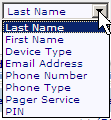 Last Name
Last Name
First Name
Device Type
Email Address
Phone Number
Phone Type
Pager Service
PIN